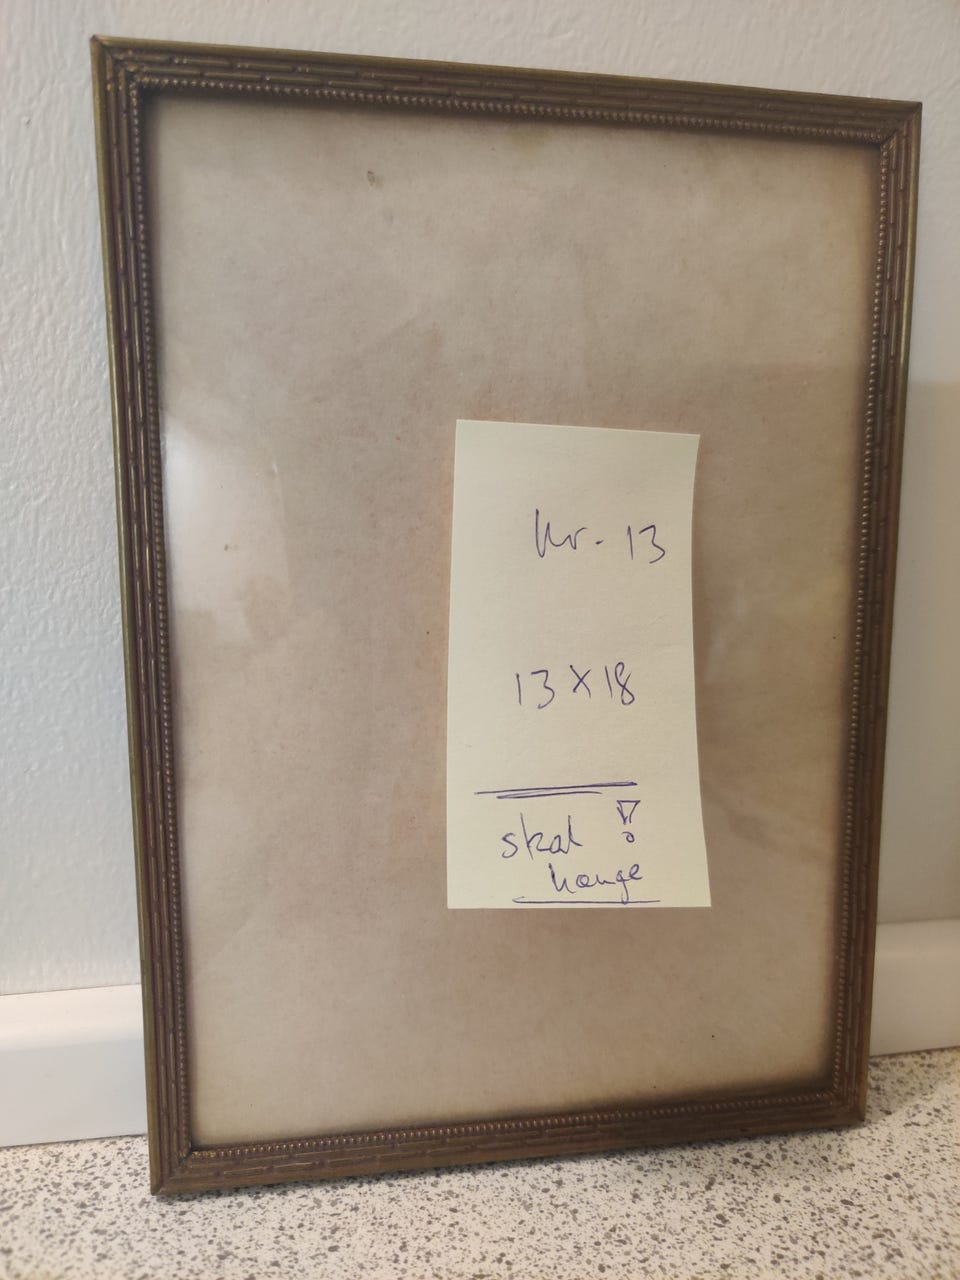 Nr. 13
13 x 18
skal !
hænge